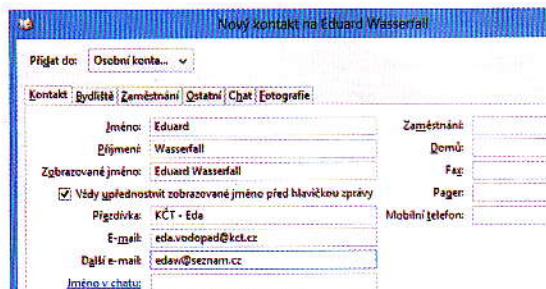 Nový kontakt na Eduard Wasserfall
Přidat do: Osobní konta...
Kontakt Bydliště Zaměstnání Ostatní Chat Fotografie
Jméno: Eduard Zaměstnání:
Příjmení: Wasserfall Domů:
Zobrazované jméno: Eduard Wasserfall Fax:
Vždy upřednostnit zobrazované jméno před hlavičkou zprávy Pager:
Přezdívka: KČT - Eda Mobilní telefon:
E-mail: eda.vodopad@kct.cz
Další e-mail: edaw@seznam.cz
Jméno v chatu: